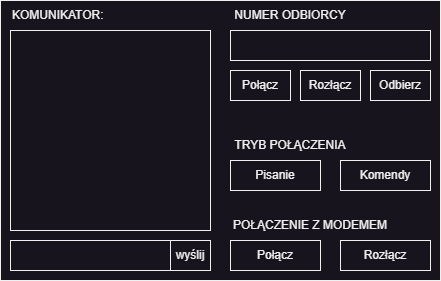 KOMUNIKATOR:
wyślij
NUMER ODBIORCY
Połącz Rozłącz Odbierz
TRYB POŁĄCZENIA
Pisanie Komendy
POŁĄCZENIE Z MODEMEM
Połącz Rozłącz